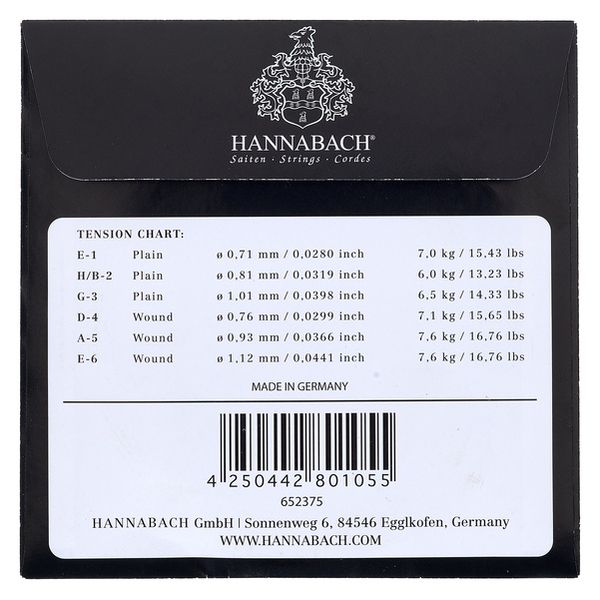 HANNABACH®
Saiten · Strings · Cordes
TENSION CHART:
E-1 Plain ø 0,71 mm / 0,0280 inch 7,0 kg / 15,43 lbs
H/B-2 Plain ø 0,81 mm / 0,0319 inch 6,0 kg / 13,23 lbs
G-3 Plain ø 1,01 mm / 0,0398 inch 6,5 kg / 14,33 lbs
D-4 Wound ø 0,76 mm / 0,0299 inch 7,1 kg / 15,65 lbs
A-5 Wound ø 0,93 mm / 0,0366 inch 7,6 kg / 16,76 lbs
E-6 Wound ø 1,12 mm / 0,0441 inch 7,6 kg / 16,76 lbs
MADE IN GERMANY
4 250442 801055
652375
HANNABACH GmbH | Sonnenweg 6, 84546 Egglkofen, Germany
WWW.HANNABACH.COM